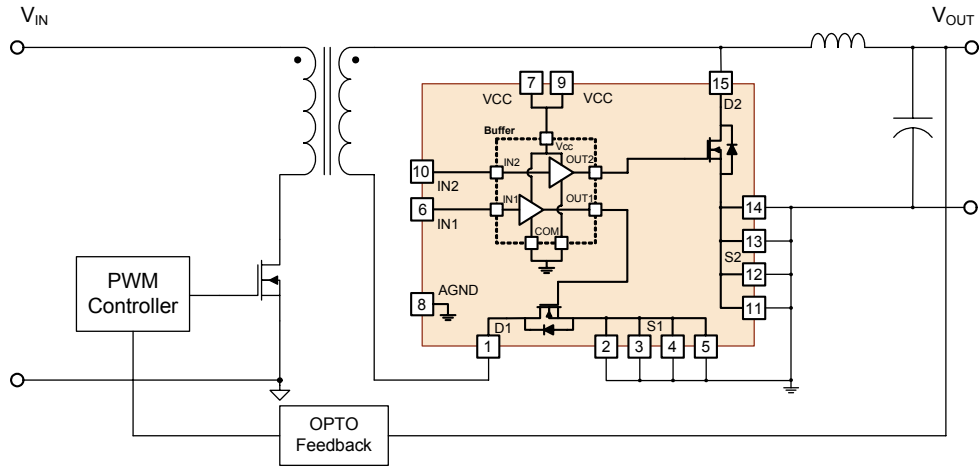 VIN
VOUT
7
9
15
VCC
VCC
D2
Buffer
Vcc
IN2
OUT2
10
IN2
6
IN1
OUT1
IN1
COM
14
13
S2
12
11
PWM
Controller
8
AGND
D1
S1
1
2
3
4
5
OPTO
Feedback